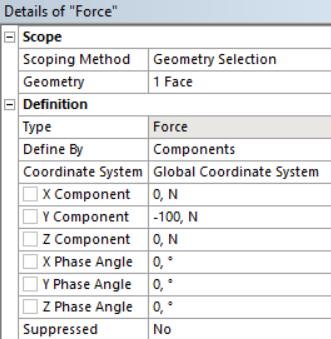 Details of "Force"
Scope
Scoping Method Geometry Selection
Geometry 1 Face
Definition
Type Force
Define By Components
Coordinate System Global Coordinate System
X Component 0, N
Y Component -100, N
Z Component 0, N
X Phase Angle 0, °
Y Phase Angle 0, °
Z Phase Angle 0, °
Suppressed No